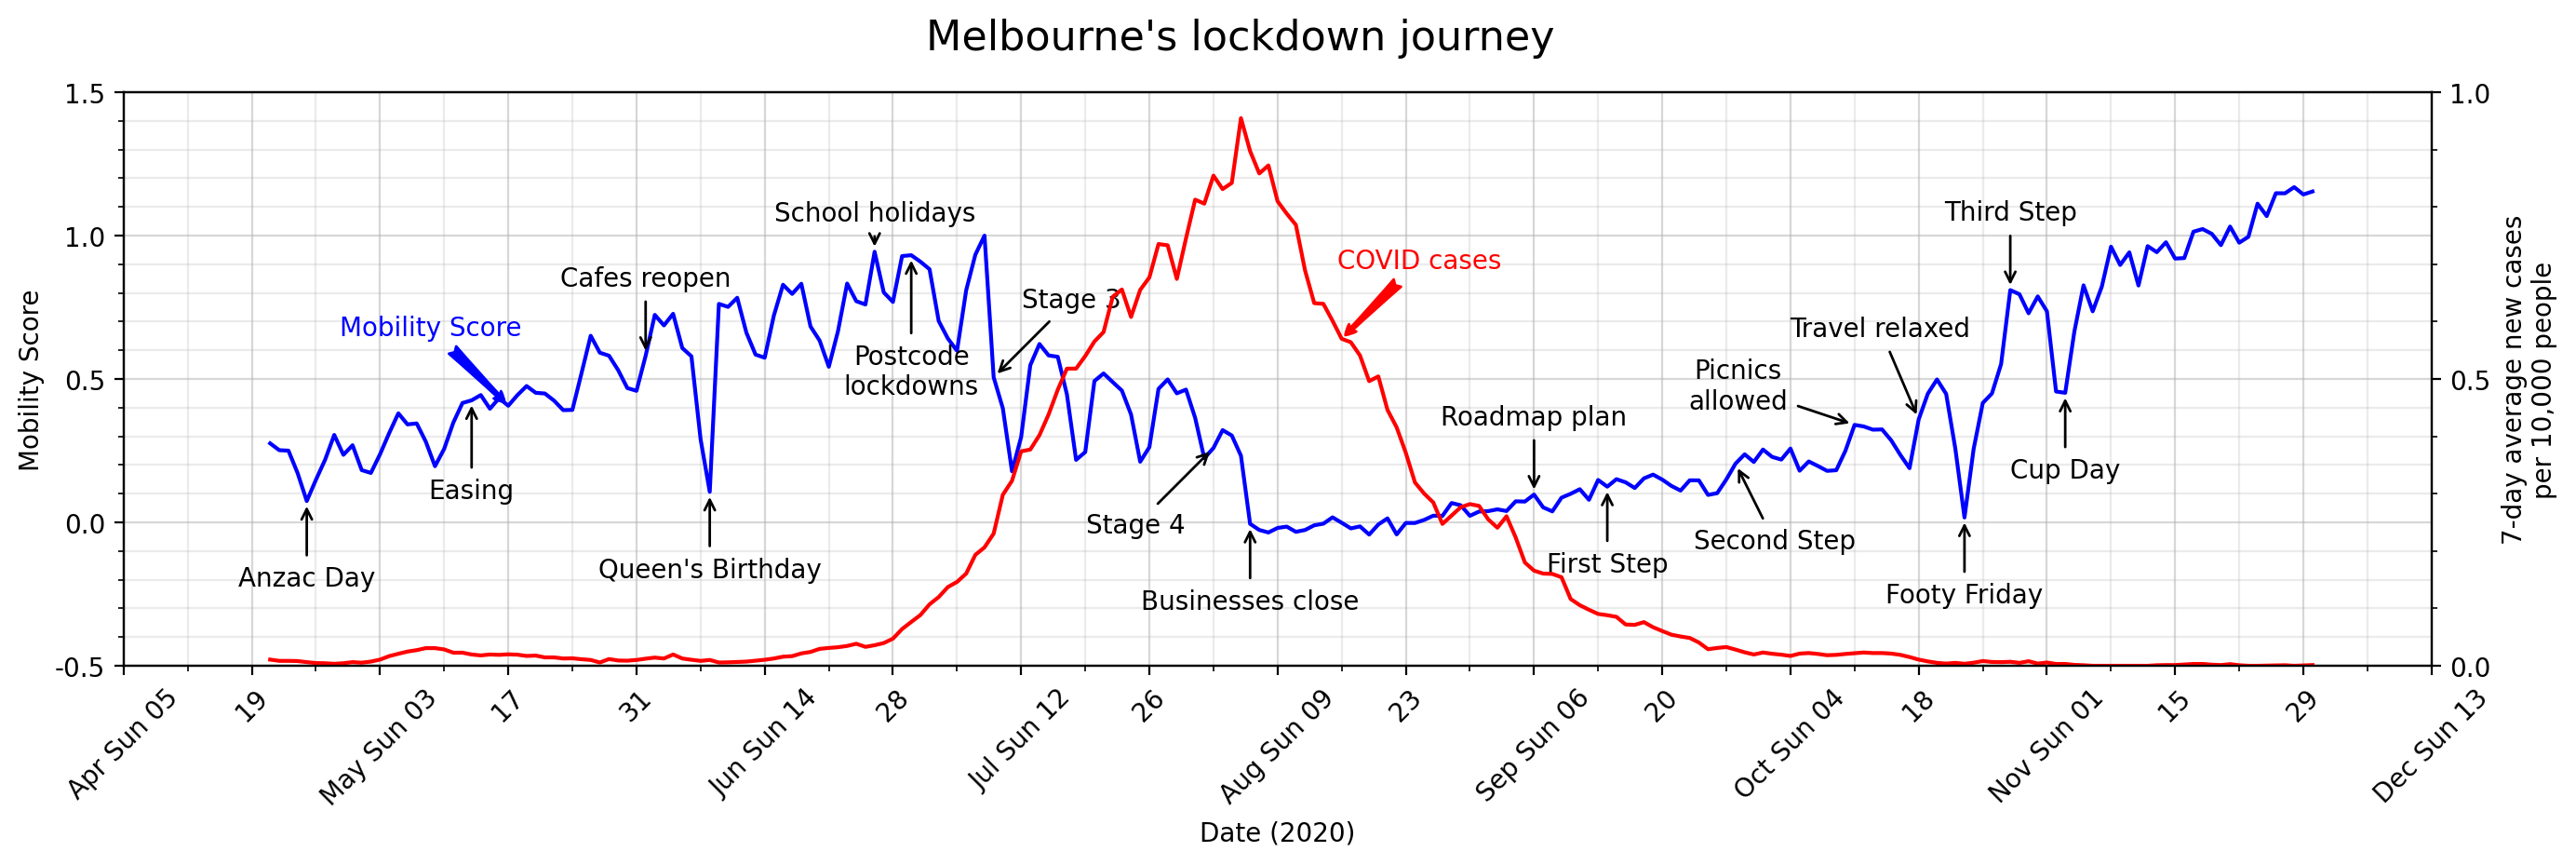 Melbourne's lockdown journey
1.5
1.0
0.5
0.0
-0.5
Mobility Score
1.0
0.5
0.0
7-day average new cases
per 10,000 people
School holidays
Third Step
Cafes reopen
COVID cases
Stage 3
Mobility Score
Travel relaxed
Postcode
lockdowns
Picnics
allowed
Roadmap plan
Easing
Cup Day
Stage 4
Second Step
First Step
Queen's Birthday
Anzac Day
Businesses close
Footy Friday
Apr Sun 05
19
May Sun 03
17
31
Jun Sun 14
28
Jul Sun 12
26
Aug Sun 09
23
Sep Sun 06
20
Oct Sun 04
18
Nov Sun 01
15
29
Dec Sun 13
Date (2020)